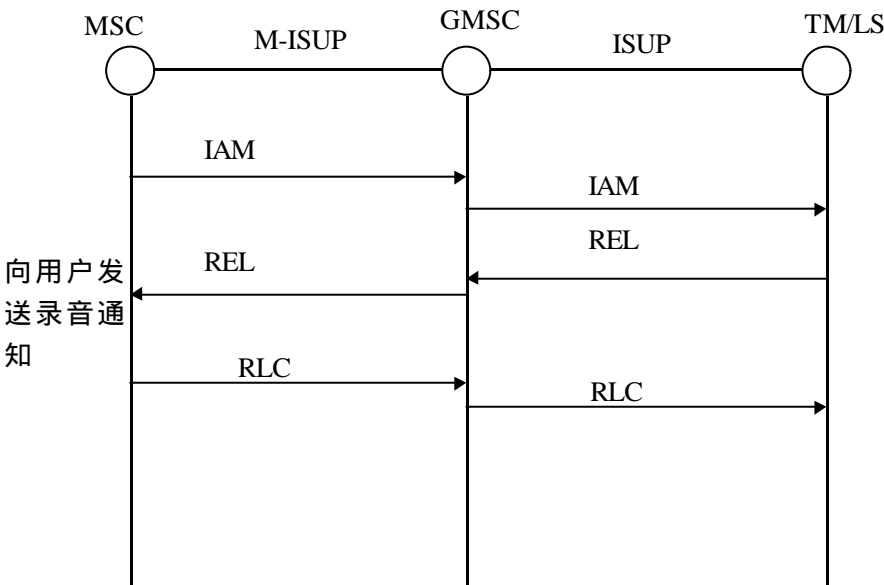 MSC
M-ISUP
GMSC
ISUP
TM/LS
IAM
IAM
REL
REL
向用户发
送录音通
知
RLC
RLC